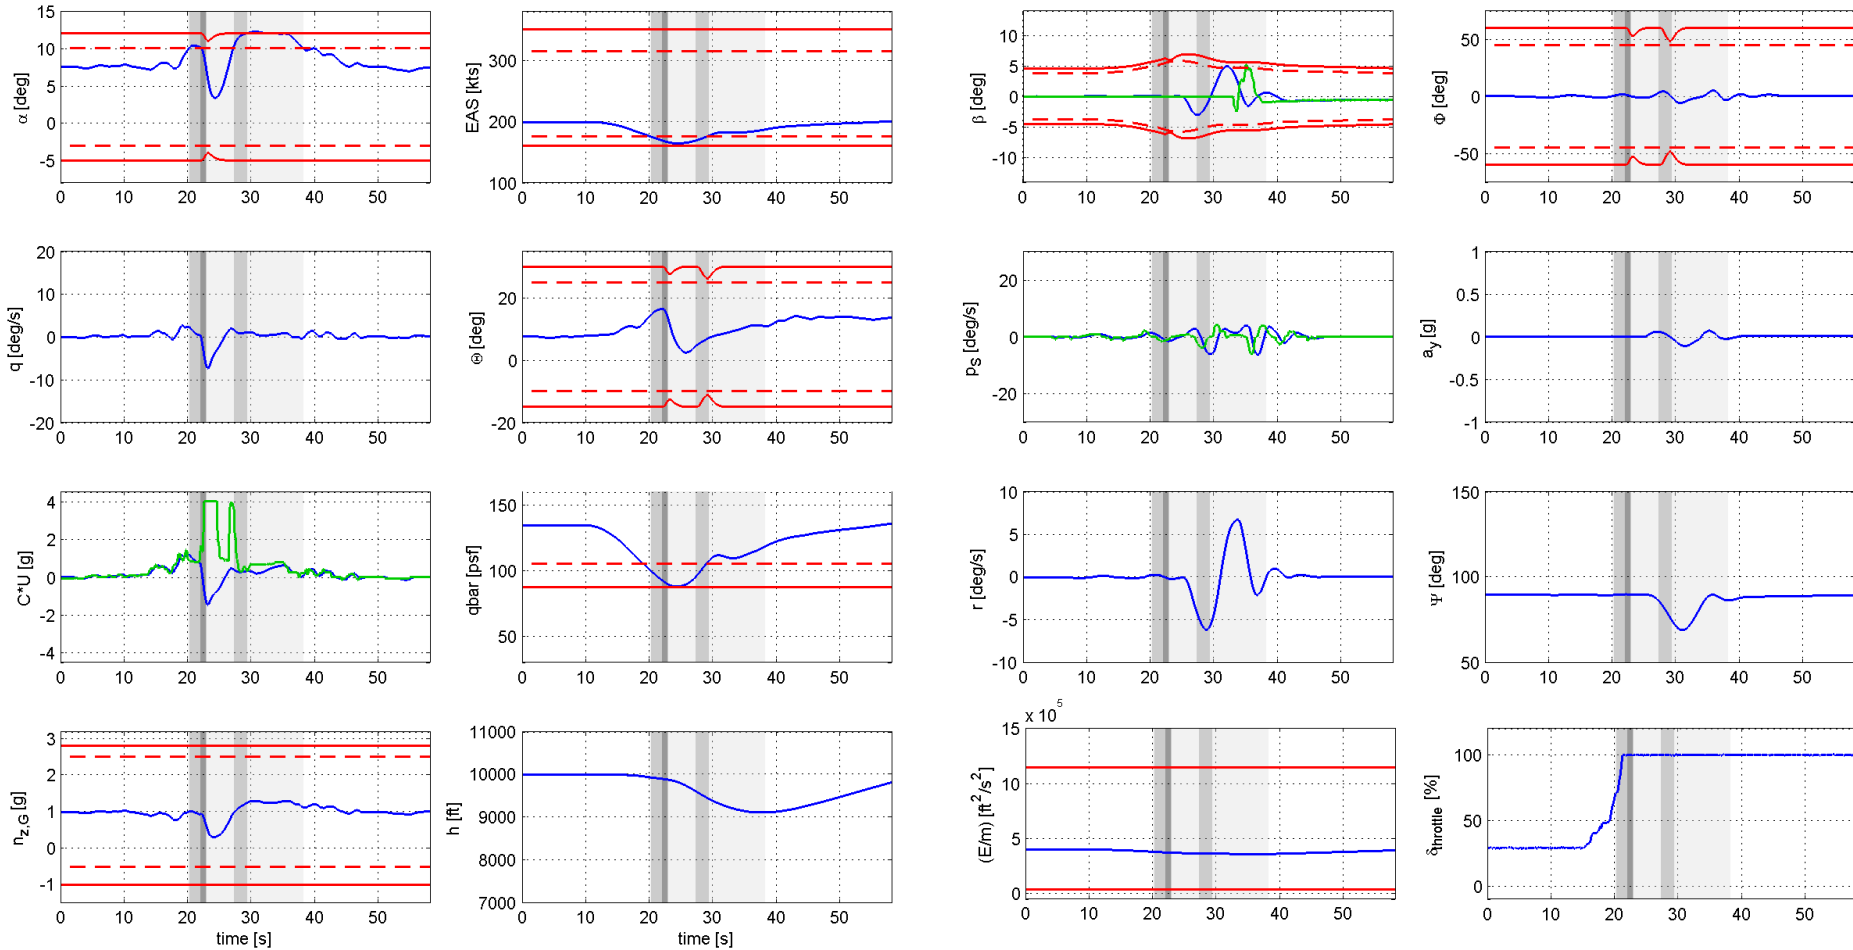 15
10
5
0
-5
α [deg]
0 10 20 30 40 50
300
200
100
EAS [kts]
0 10 20 30 40 50
10
5
0
-5
-10
β [deg]
0 10 20 30 40 50
50
0
-50
Φ [deg]
0 10 20 30 40 50
20
10
0
-10
-20
q [deg/s]
0 10 20 30 40 50
20
0
-20
Θ [deg]
0 10 20 30 40 50
20
0
-20
pS [deg/s]
0 10 20 30 40 50
1
0.5
0
-0.5
-1
ay [g]
0 10 20 30 40 50
4
2
0
-2
-4
C*U [g]
0 10 20 30 40 50
150
100
50
qbar [psf]
0 10 20 30 40 50
10
5
0
-5
-10
r [deg/s]
0 10 20 30 40 50
150
100
50
Ψ [deg]
0 10 20 30 40 50
3
2
1
0
-1
nz,G [g]
0 10 20 30 40 50
time [s]
11000
10000
9000
8000
7000
h [ft]
0 10 20 30 40 50
time [s]
x 10^5
15
10
5
0
(E/m) [ft^2/s^2]
0 10 20 30 40 50
100
50
0
δthrottle [%]
0 10 20 30 40 50